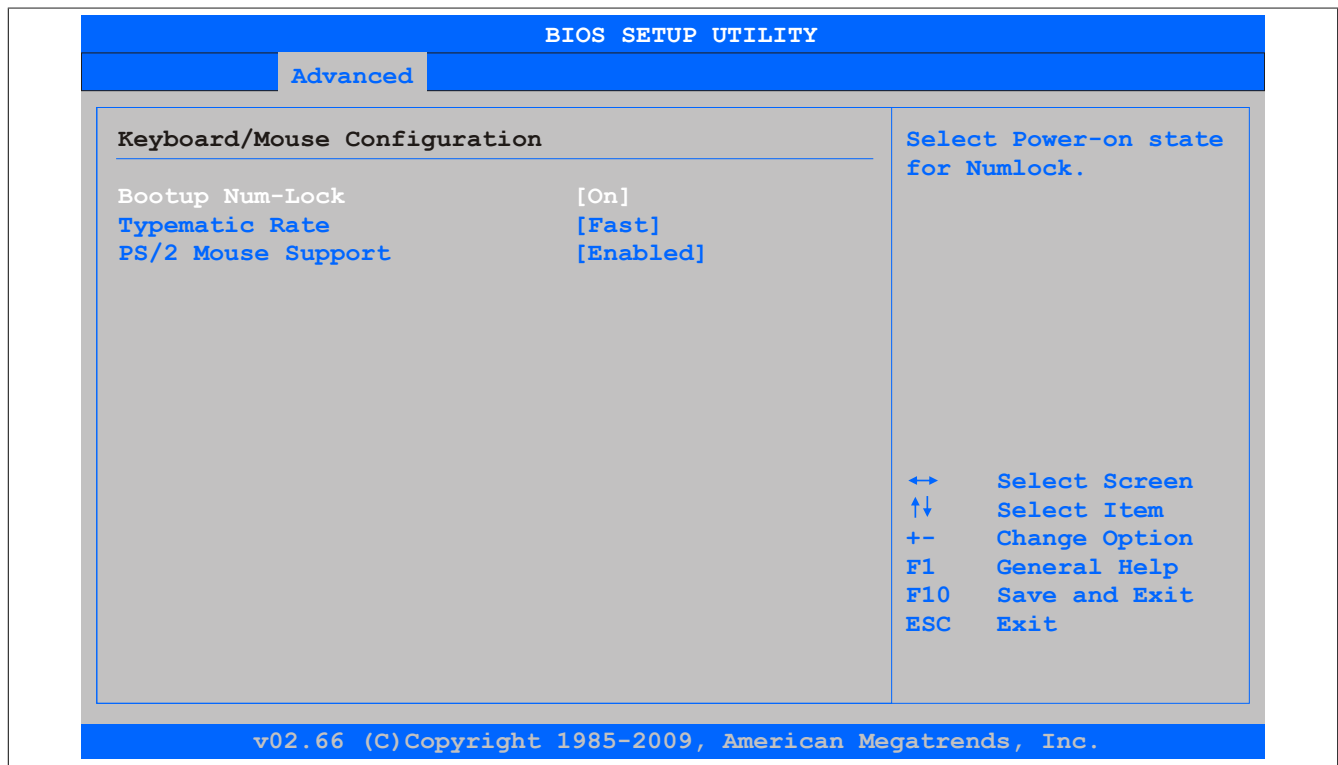 BIOS SETUP UTILITY
Advanced
Keyboard/Mouse Configuration
Bootup Num-Lock [On]
Typematic Rate [Fast]
PS/2 Mouse Support [Enabled]
Select Power-on state
for Numlock.
↔ Select Screen
↑↓ Select Item
+- Change Option
F1 General Help
F10 Save and Exit
ESC Exit
v02.66 (C)Copyright 1985-2009, American Megatrends, Inc.